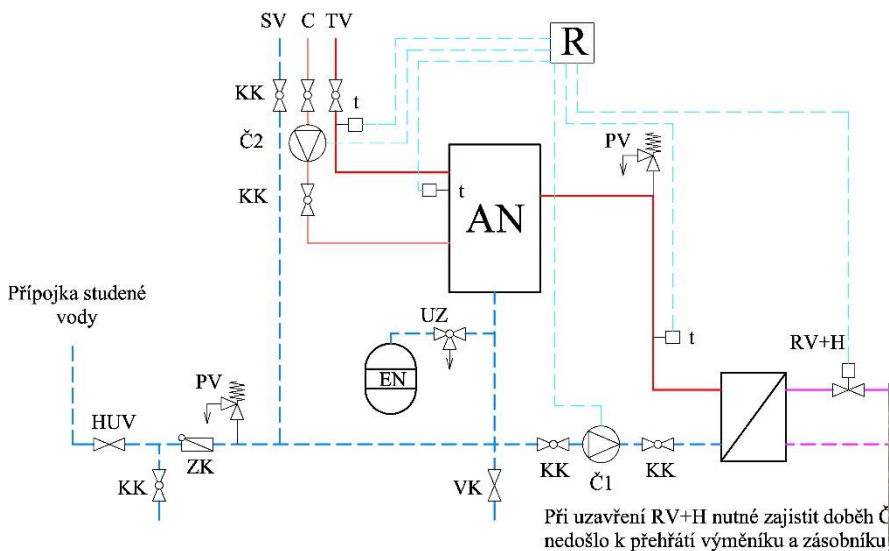 SV C TV
R
KK
t
Č2
PV
KK
t
AN
Přípojka studené
vody
UZ
t
RV+H
EN
PV
HUV
ZK
KK
VK
KK
Č1
KK
Při uzavření RV+H nutné zajistit doběh
nedošlo k přehřátí výměníku a zásobníku